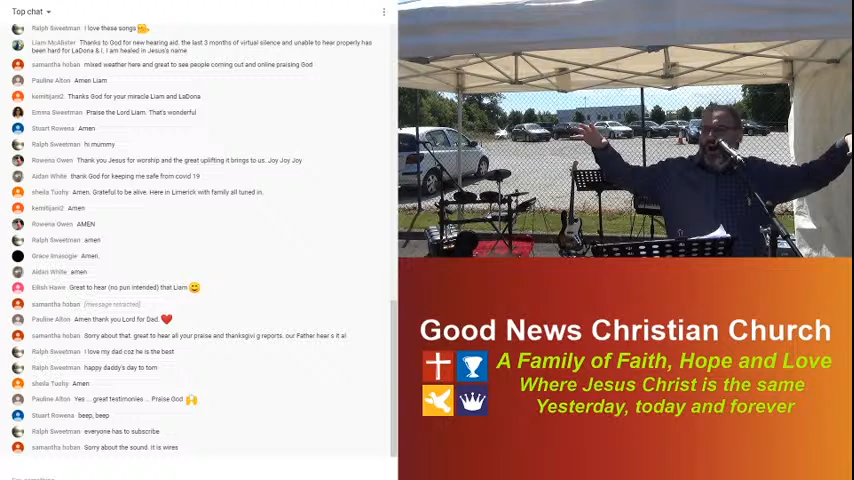 Top chat
Ralph Sweetman I love these songs
Liam McAlister Thanks to God for new hearing aid. the last 3 months of virtual silence and unable to hear properly has
been hard for LaDona & I, I am healed in Jesus's name
samantha hoban mixed weather here and great to see people coming out and online praising God
Pauline Alton Amen Liam
kemitijani2 Thanks God for your miracle Liam and LaDona
Emma Sweetman Praise the Lord Liam. That's wonderful
Stuart Rowena Amen
Ralph Sweetman hi mummy
Rowena Owen Thank you Jesus for worship and the great uplifting it brings to us. Joy Joy Joy
Aidan White thank God for keeping me safe from covid 19
sheila Tuohy Amen. Grateful to be alive. Here in Limerick with family all tuned in.
kemitijani2 Amen
Rowena Owen AMEN
Ralph Sweetman amen
Grace Imasogie Amen.
Aidan White amen
Eilish Hawe Great to hear (no pun intended) that Liam 😊
samantha hoban [message retracted]
Pauline Alton Amen thank you Lord for Dad. ❤️
samantha hoban Sorry about that. great to hear all your praise and thanksgivi g reports. our Father hear s it al
Ralph Sweetman I love my dad coz he is the best
Ralph Sweetman happy daddy's day to tom
sheila Tuohy Amen
Pauline Alton Yes ... great testimonies ... Praise God 🙌
Stuart Rowena beep, beep
Ralph Sweetman everyone has to subscribe
samantha hoban Sorry about the sound. It is wires
Good News Christian Church
A Family of Faith, Hope and Love
Where Jesus Christ is the same
Yesterday, today and forever